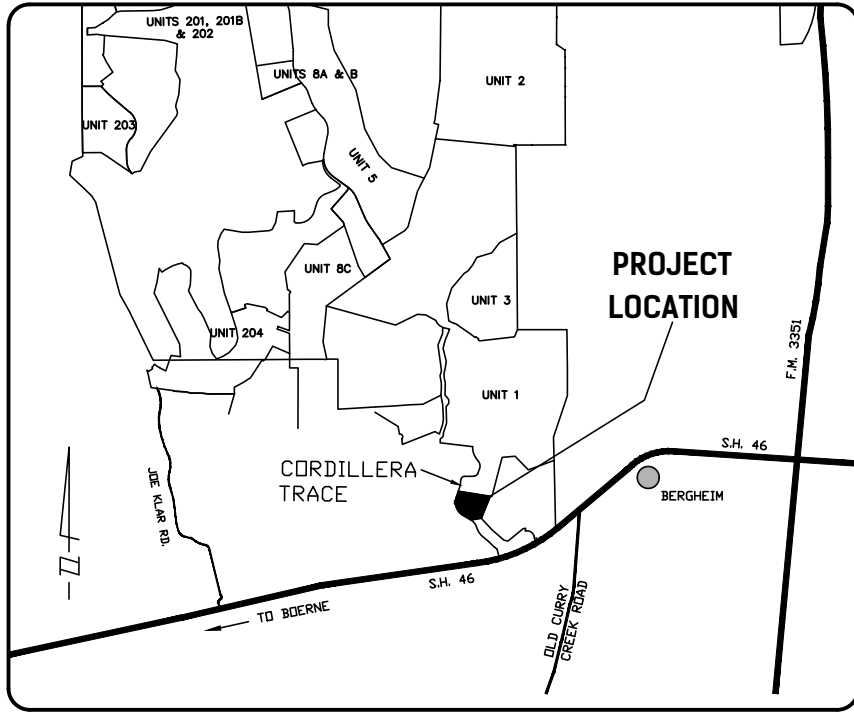 UNITS 201, 201B
& 202
UNITS 8A & B
UNIT 2
UNIT 203
UNIT 5
UNIT 8C
PROJECT
LOCATION
UNIT 3
UNIT 204
F.M. 3351
UNIT 1
S.H. 46
CORDILLERA
TRACE
JOE KLAR RD.
BERGHEIM
N
S.H. 46
TO BOERNE
OLD CURRY
CREEK ROAD